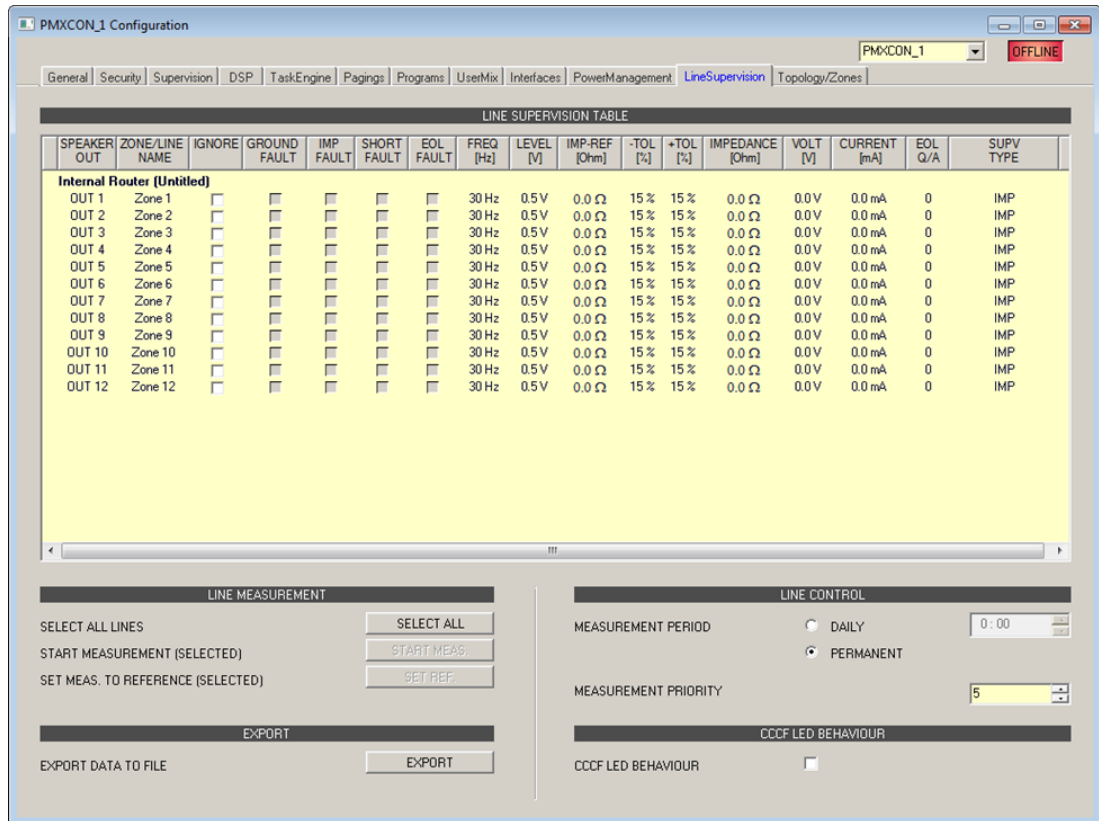 PMXCON_1 Configuration
PMXCON_1 OFFLINE
General Security Supervision DSP TaskEngine Pagings Programs UserMix Interfaces PowerManagement LineSupervision Topology/Zones
LINE SUPERVISION TABLE
SPEAKER OUT ZONE/LINE NAME IGNORE GROUND FAULT IMP FAULT SHORT FAULT EOL FAULT FREQ [Hz] LEVEL [V] IMP-REF [Ohm] -TOL [%] +TOL [%] IMPEDANCE [Ohm] VOLT [V] CURRENT [mA] EOL Q/A SUPV TYPE
Internal Router (Untitled)
OUT 1 Zone 1 30 Hz 0.5 V 0.0 Ω 15 % 15 % 0.0 Ω 0.0 V 0.0 mA 0 IMP
OUT 2 Zone 2 30 Hz 0.5 V 0.0 Ω 15 % 15 % 0.0 Ω 0.0 V 0.0 mA 0 IMP
OUT 3 Zone 3 30 Hz 0.5 V 0.0 Ω 15 % 15 % 0.0 Ω 0.0 V 0.0 mA 0 IMP
OUT 4 Zone 4 30 Hz 0.5 V 0.0 Ω 15 % 15 % 0.0 Ω 0.0 V 0.0 mA 0 IMP
OUT 5 Zone 5 30 Hz 0.5 V 0.0 Ω 15 % 15 % 0.0 Ω 0.0 V 0.0 mA 0 IMP
OUT 6 Zone 6 30 Hz 0.5 V 0.0 Ω 15 % 15 % 0.0 Ω 0.0 V 0.0 mA 0 IMP
OUT 7 Zone 7 30 Hz 0.5 V 0.0 Ω 15 % 15 % 0.0 Ω 0.0 V 0.0 mA 0 IMP
OUT 8 Zone 8 30 Hz 0.5 V 0.0 Ω 15 % 15 % 0.0 Ω 0.0 V 0.0 mA 0 IMP
OUT 9 Zone 9 30 Hz 0.5 V 0.0 Ω 15 % 15 % 0.0 Ω 0.0 V 0.0 mA 0 IMP
OUT 10 Zone 10 30 Hz 0.5 V 0.0 Ω 15 % 15 % 0.0 Ω 0.0 V 0.0 mA 0 IMP
OUT 11 Zone 11 30 Hz 0.5 V 0.0 Ω 15 % 15 % 0.0 Ω 0.0 V 0.0 mA 0 IMP
OUT 12 Zone 12 30 Hz 0.5 V 0.0 Ω 15 % 15 % 0.0 Ω 0.0 V 0.0 mA 0 IMP
LINE MEASUREMENT
SELECT ALL LINES SELECT ALL
START MEASUREMENT (SELECTED) START MEAS.
SET MEAS. TO REFERENCE (SELECTED) SET REF.
EXPORT
EXPORT DATA TO FILE EXPORT
LINE CONTROL
MEASUREMENT PERIOD DAILY 0:00
PERMANENT
MEASUREMENT PRIORITY 5
CCCF LED BEHAVIOUR
CCCF LED BEHAVIOUR